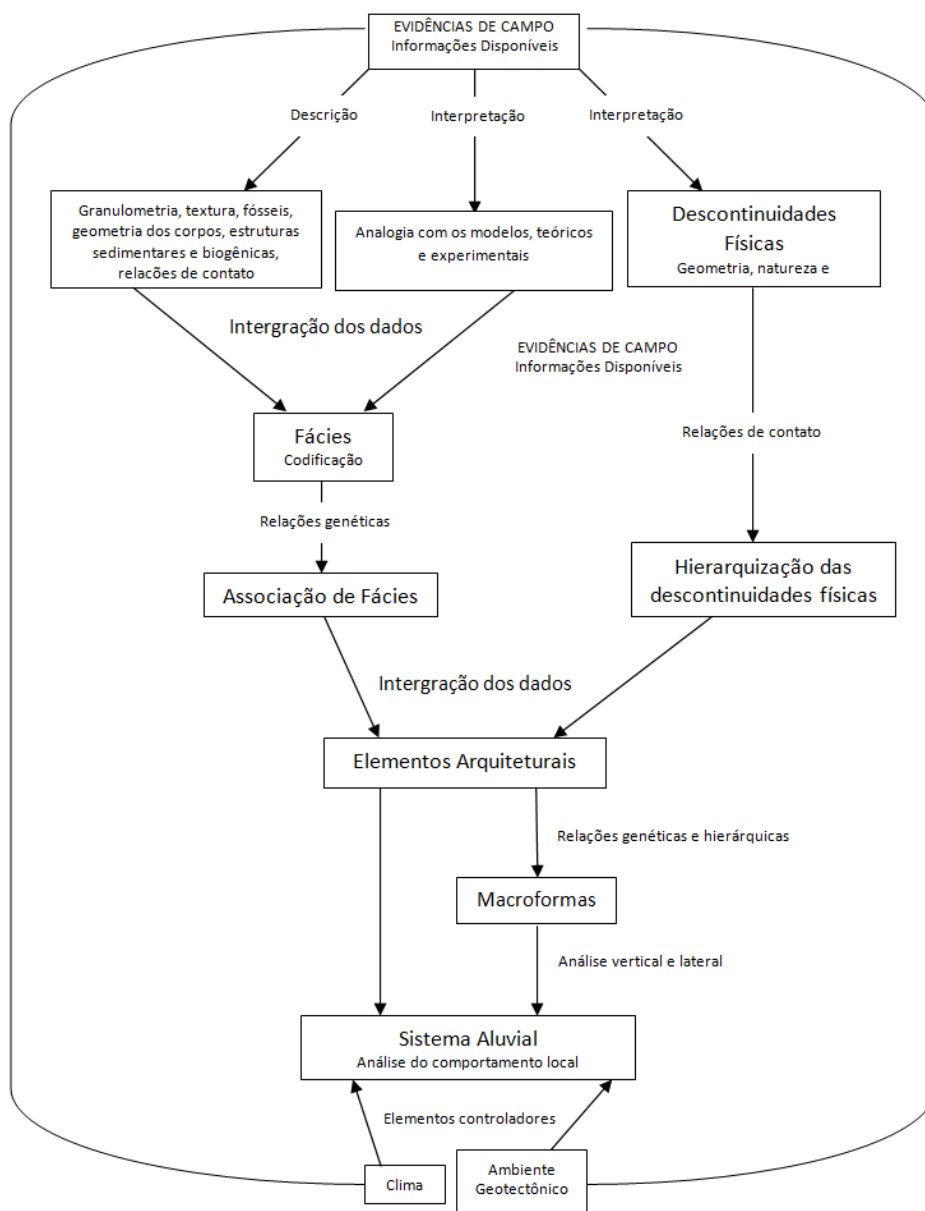 EVIDÊNCIAS DE CAMPO
Informações Disponíveis
Descrição
Interpretação
Interpretação
Granulometria, textura, fósseis,
geometria dos corpos, estruturas
sedimentares e biogênicas,
relacões de contato
Analogia com os modelos, teóricos
e experimentais
Descontinuidades
Físicas
Geometria, natureza e
Intergração dos dados
EVIDÊNCIAS DE CAMPO
Informações Disponíveis
Fácies
Codificação
Relações de contato
Relações genéticas
Associação de Fácies
Hierarquização das
descontinuidades físicas
Intergração dos dados
Elementos Arquiteturais
Relações genéticas e hierárquicas
Macroformas
Análise vertical e lateral
Sistema Aluvial
Análise do comportamento local
Elementos controladores
Clima
Ambiente
Geotectônico